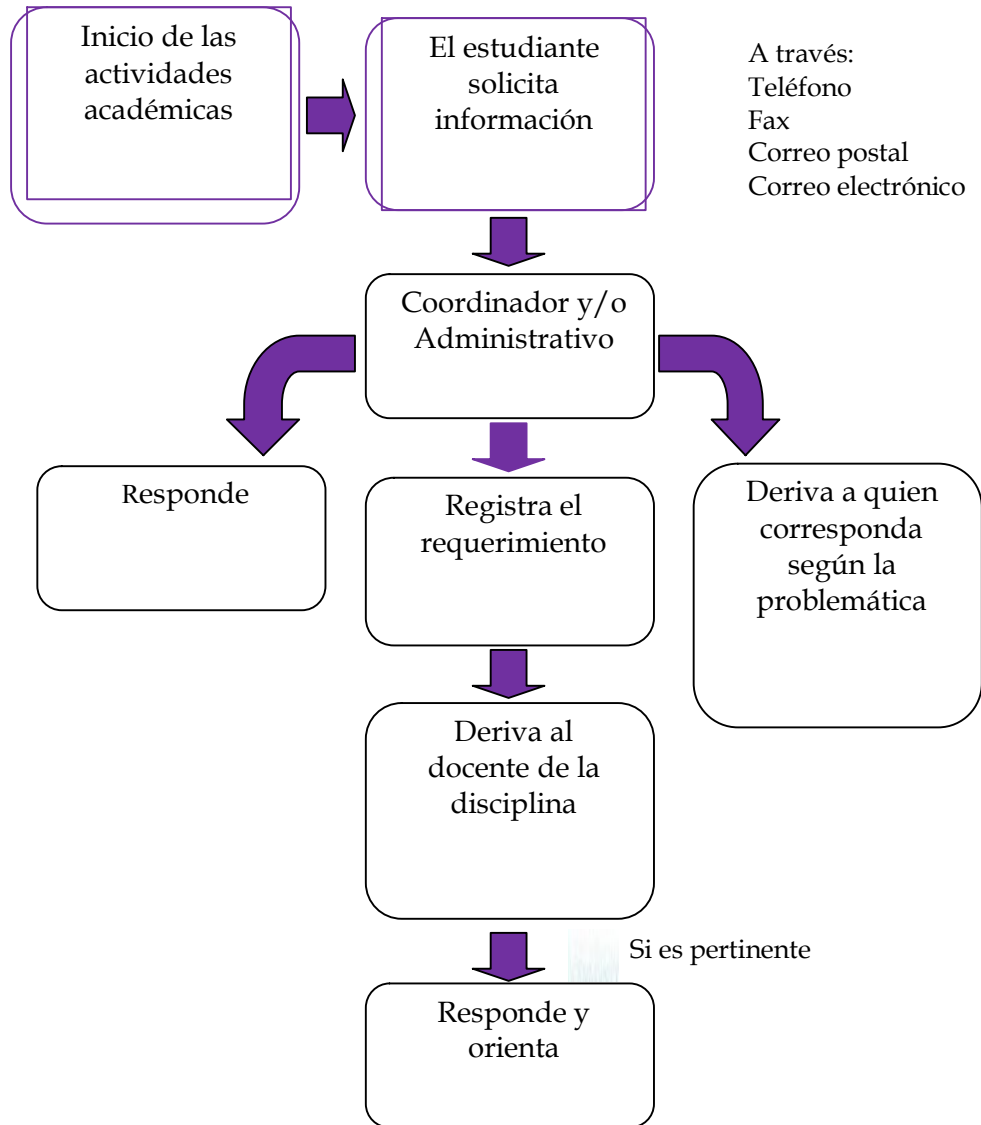 Inicio de las
actividades
académicas
El estudiante
solicita
información
A través:
Teléfono
Fax
Correo postal
Correo electrónico
Coordinador y/o
Administrativo
Responde
Registra el
requerimiento
Deriva a quien
corresponda
según la
problemática
Deriva al
docente de la
disciplina
Si es pertinente
Responde y
orienta